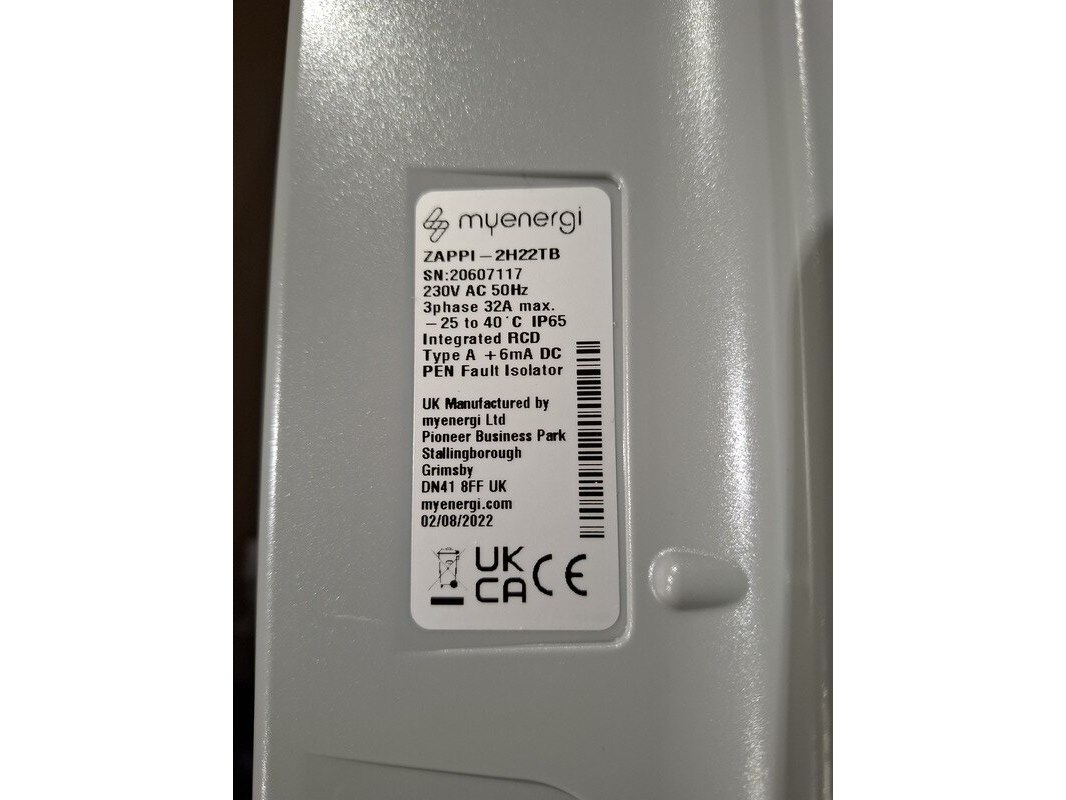 myenergi
ZAPPI – 2H22TB
SN:20607117
230V AC 50Hz
3phase 32A max.
–25 to 40°C IP65
Integrated RCD
Type A +6mA DC
PEN Fault Isolator
UK Manufactured by
myenergi Ltd
Pioneer Business Park
Stallingborough
Grimsby
DN41 8FF UK
myenergi.com
02/08/2022
UK
CA CE